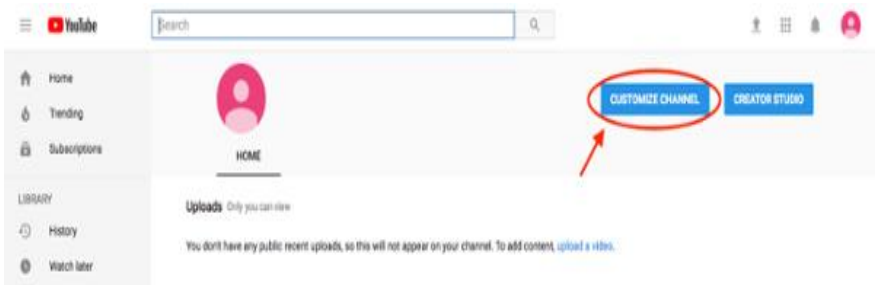 YouTube
Search
Home
Trending
Subscriptions
LIBRARY
History
Watch later
CUSTOMIZE CHANNEL
CREATOR STUDIO
HOME
Uploads Only you can view
You don't have any public recent uploads, so this will not appear on your channel. To add content, upload a video.